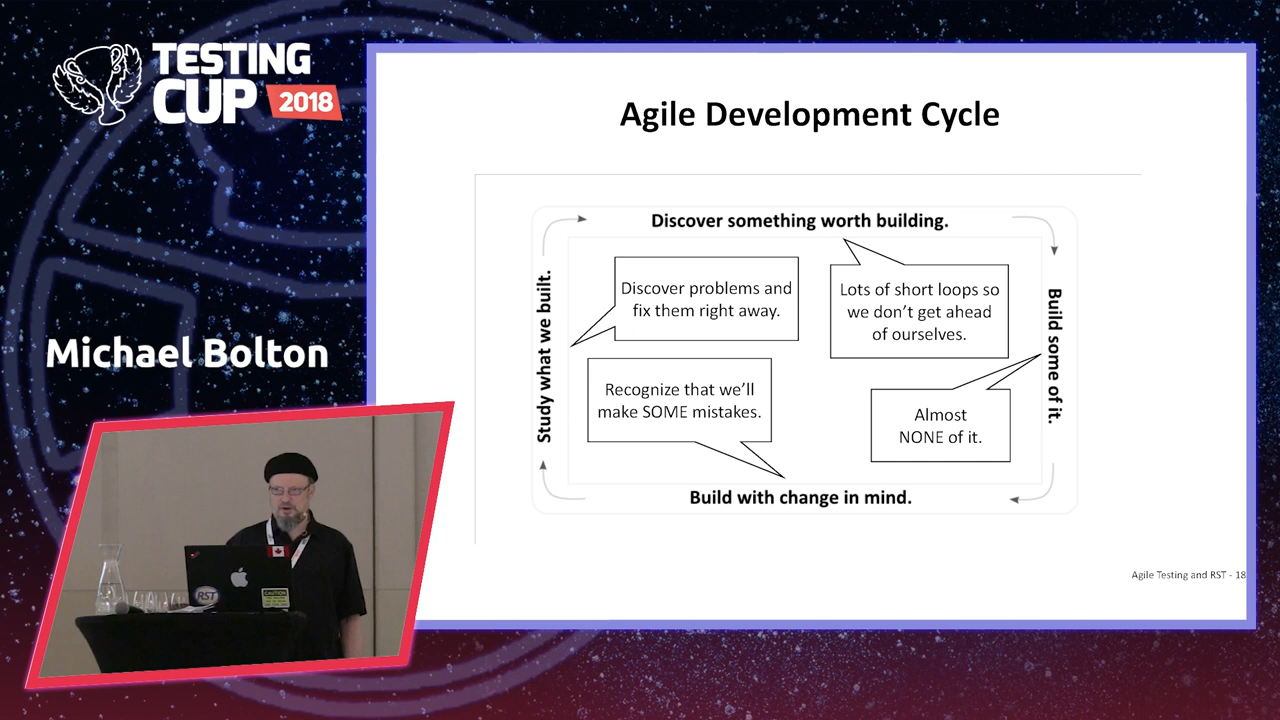 TESTING
CUP 2018
Michael Bolton
Agile Development Cycle
Discover something worth building.
Discover problems and
fix them right away.
Lots of short loops so
we don't get ahead
of ourselves.
Study what we built.
Build some of it.
Recognize that we'll
make SOME mistakes.
Almost
NONE of it.
Build with change in mind.
Agile Testing and RST - 18
RST
CAUTION